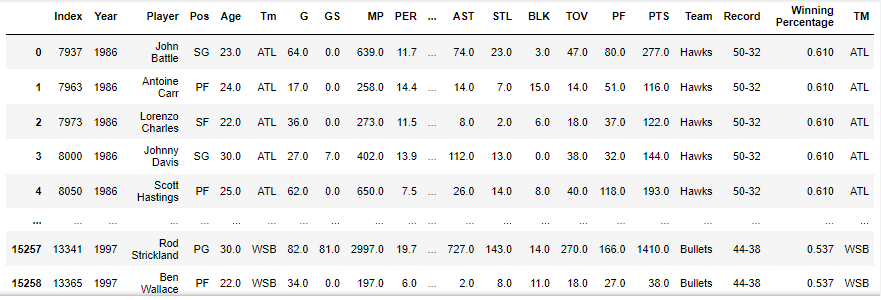 Index Year Player Pos Age Tm G GS MP PER ... AST STL BLK TOV PF PTS Team Record Winning Percentage TM
0 7937 1986 John Battle SG 23.0 ATL 64.0 0.0 639.0 11.7 ... 74.0 23.0 3.0 47.0 80.0 277.0 Hawks 50-32 0.610 ATL
1 7963 1986 Antoine Carr PF 24.0 ATL 17.0 0.0 258.0 14.4 ... 14.0 7.0 15.0 14.0 51.0 116.0 Hawks 50-32 0.610 ATL
2 7973 1986 Lorenzo Charles SF 22.0 ATL 36.0 0.0 273.0 11.5 ... 8.0 2.0 6.0 18.0 37.0 122.0 Hawks 50-32 0.610 ATL
3 8000 1986 Johnny Davis SG 30.0 ATL 27.0 7.0 402.0 13.9 ... 112.0 13.0 0.0 38.0 32.0 144.0 Hawks 50-32 0.610 ATL
4 8050 1986 Scott Hastings PF 25.0 ATL 62.0 0.0 650.0 7.5 ... 26.0 14.0 8.0 40.0 118.0 193.0 Hawks 50-32 0.610 ATL
... ... ... ... ... ... ... ... ... ... ... ... ... ... ... ... ... ... ... ... ... ...
15257 13341 1997 Rod Strickland PG 30.0 WSB 82.0 81.0 2997.0 19.7 ... 727.0 143.0 14.0 270.0 166.0 1410.0 Bullets 44-38 0.537 WSB
15258 13365 1997 Ben Wallace PF 22.0 WSB 34.0 0.0 197.0 6.0 ... 2.0 8.0 11.0 18.0 27.0 38.0 Bullets 44-38 0.537 WSB